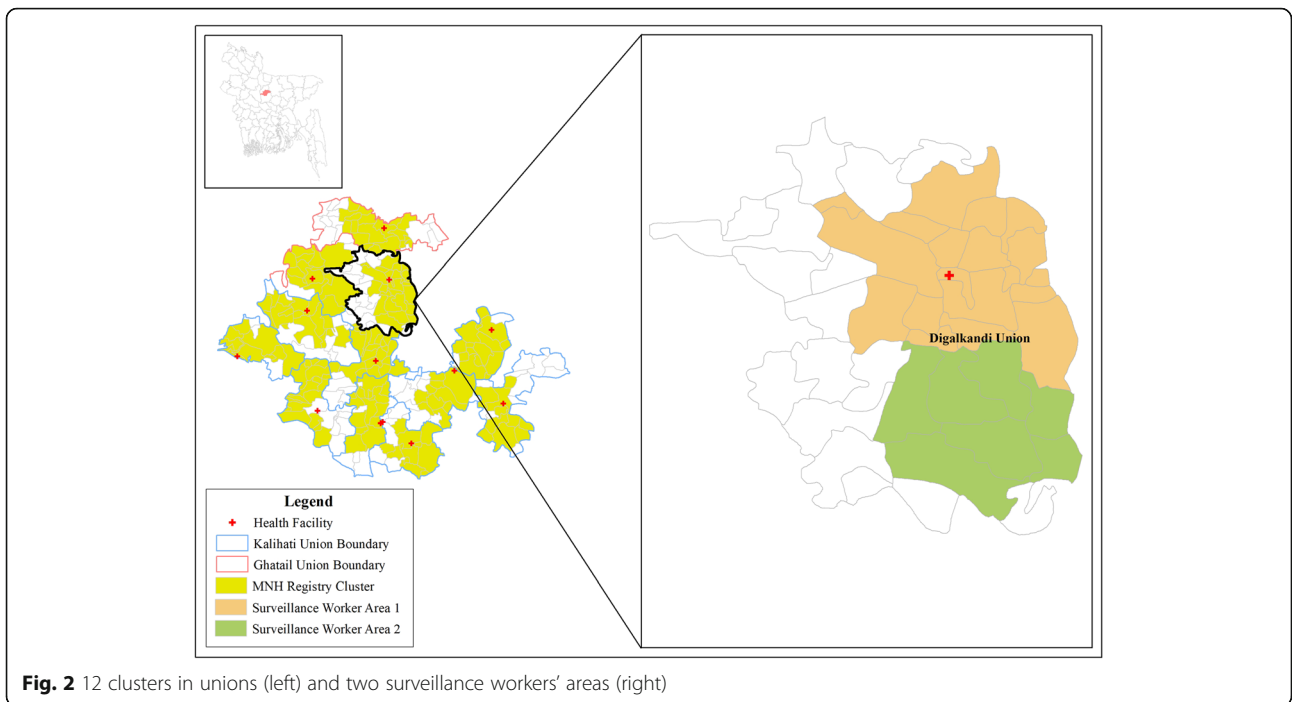 Digalkandi Union
Legend
Health Facility
Kalihati Union Boundary
Ghatail Union Boundary
MNH Registry Cluster
Surveillance Worker Area 1
Surveillance Worker Area 2
Fig. 2 12 clusters in unions (left) and two surveillance workers’ areas (right)